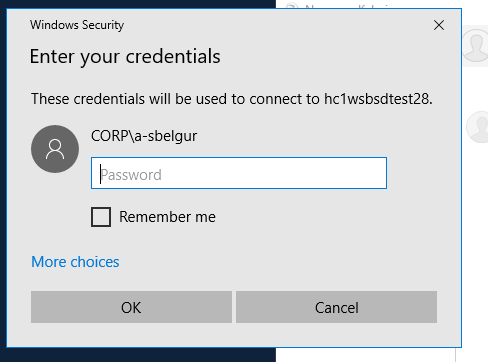 Windows Security
Enter your credentials
These credentials will be used to connect to hc1wsbsdtest28.
CORP\a-sbelgur
Password
Remember me
More choices
OK
Cancel